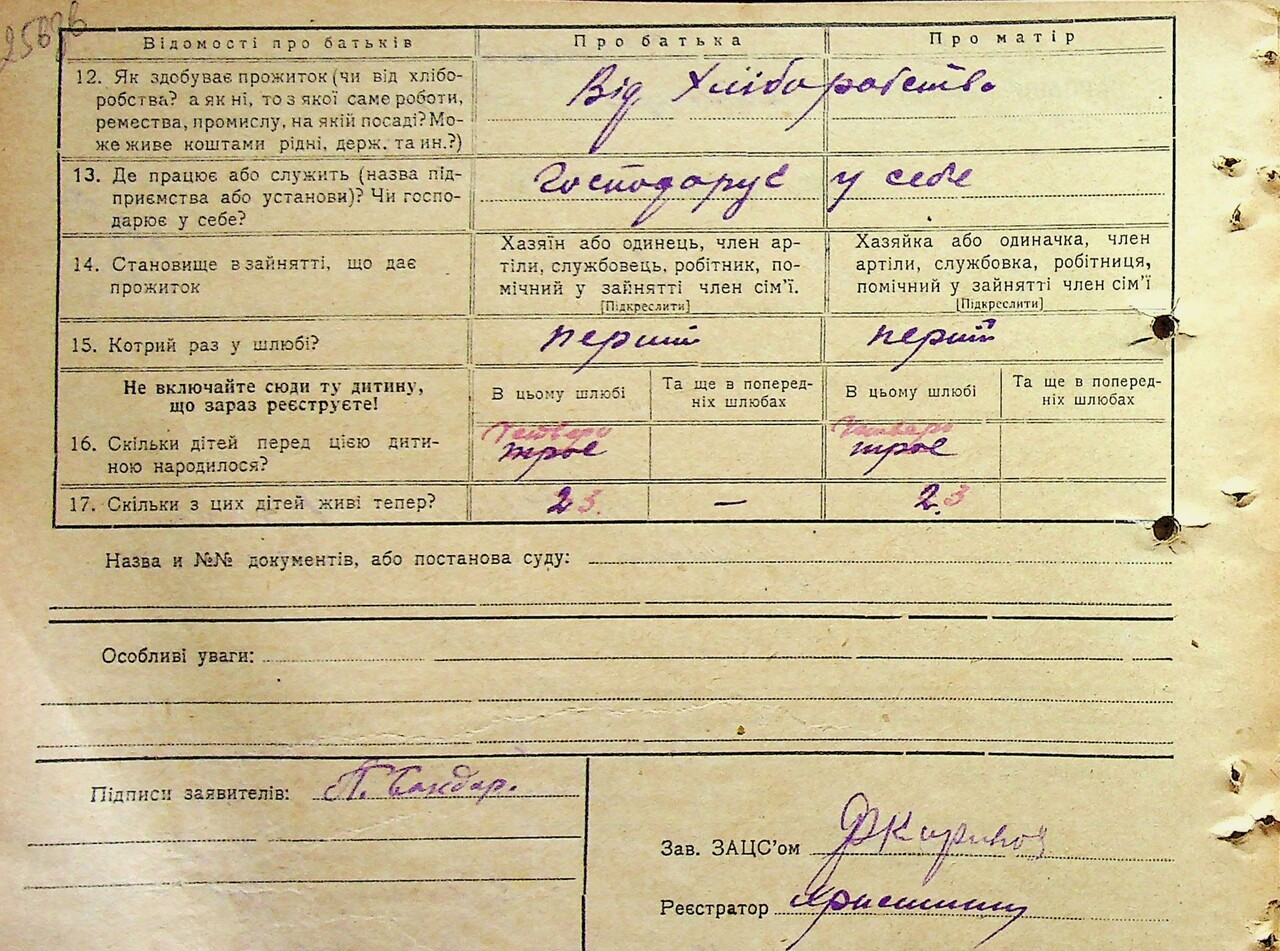 Відомості про батьків
Про батька
Про матір
12. Як здобуває прожиток (чи від хлібо-
робства? а як ні, то з якої саме роботи,
ремества, промислу, на якій посаді? Мо-
же живе коштами рідні, держ. та ин.?)
Від Хліборобства
13. Де працює або служить (назва під-
приємства або установи)? Чи госпо-
дарює у себе?
Господарує у себе
14. Становище в зайнятті, що дає
прожиток
Хазяїн або одинець, член ар-
тіли, службовець, робітник, по-
мічний у зайнятті член сім’ї.
[Підкреслити]
Хазяйка або одиначка, член
артіли, службовка, робітниця,
помічний у зайнятті член сім’ї
[Підкреслити]
15. Котрий раз у шлюбі?
перший
перший
Не включайте сюди ту дитину,
що зараз реєструєте!
В цьому шлюбі
Та ще в поперед-
ніх шлюбах
В цьому шлюбі
Та ще в поперед-
ніх шлюбах
16. Скільки дітей перед цією дити-
ною народилося?
Четверо
троє
Четверо
троє
17. Скільки з цих дітей живі тепер?
2 3.
—
2. 3
Назва и №№ документів, або постанова суду:
Особливі уваги:
Підписи заявителів: П. Бондар.
Зав. ЗАЦС’ом
Реєстратор